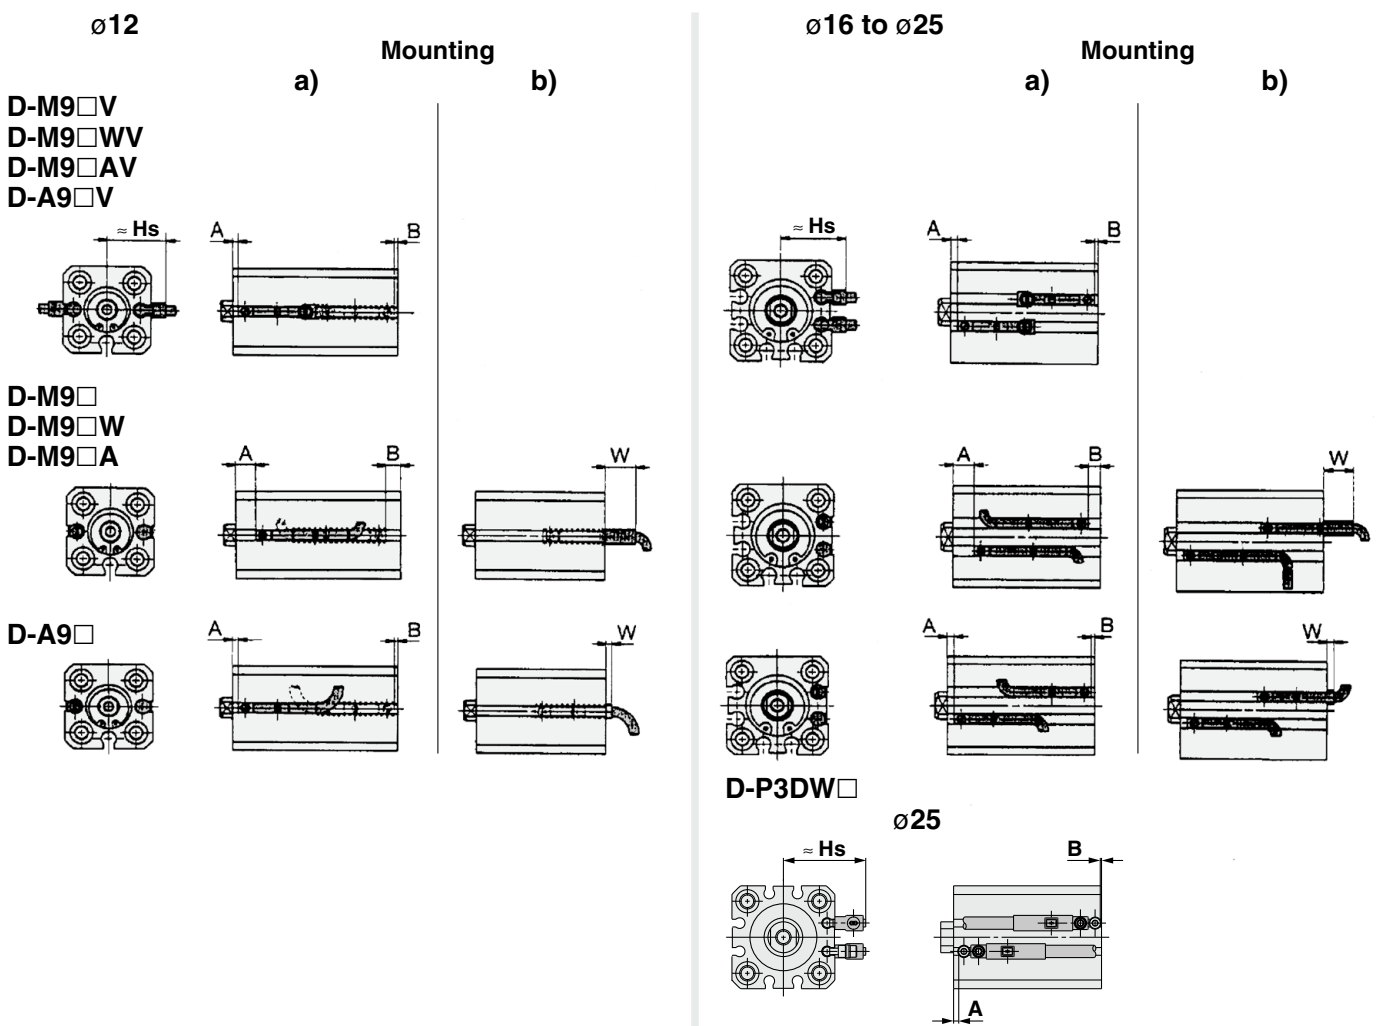 ø12
Mounting
a) b)
D-M9□V
D-M9□WV
D-M9□AV
D-A9□V
A ≈ Hs B
D-M9□
D-M9□W
D-M9□A
A B W
D-A9□
A B W
ø16 to ø25
Mounting
a) b)
≈ Hs A B
A B W
A B W
D-P3DW□
ø25
≈ Hs B
A